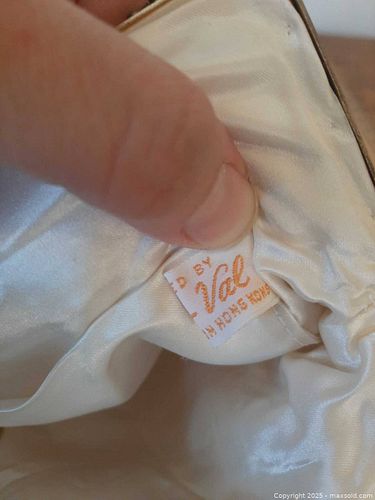 D BY
Val
IN HONG KONG
Copyright 2025 - maxsold.com